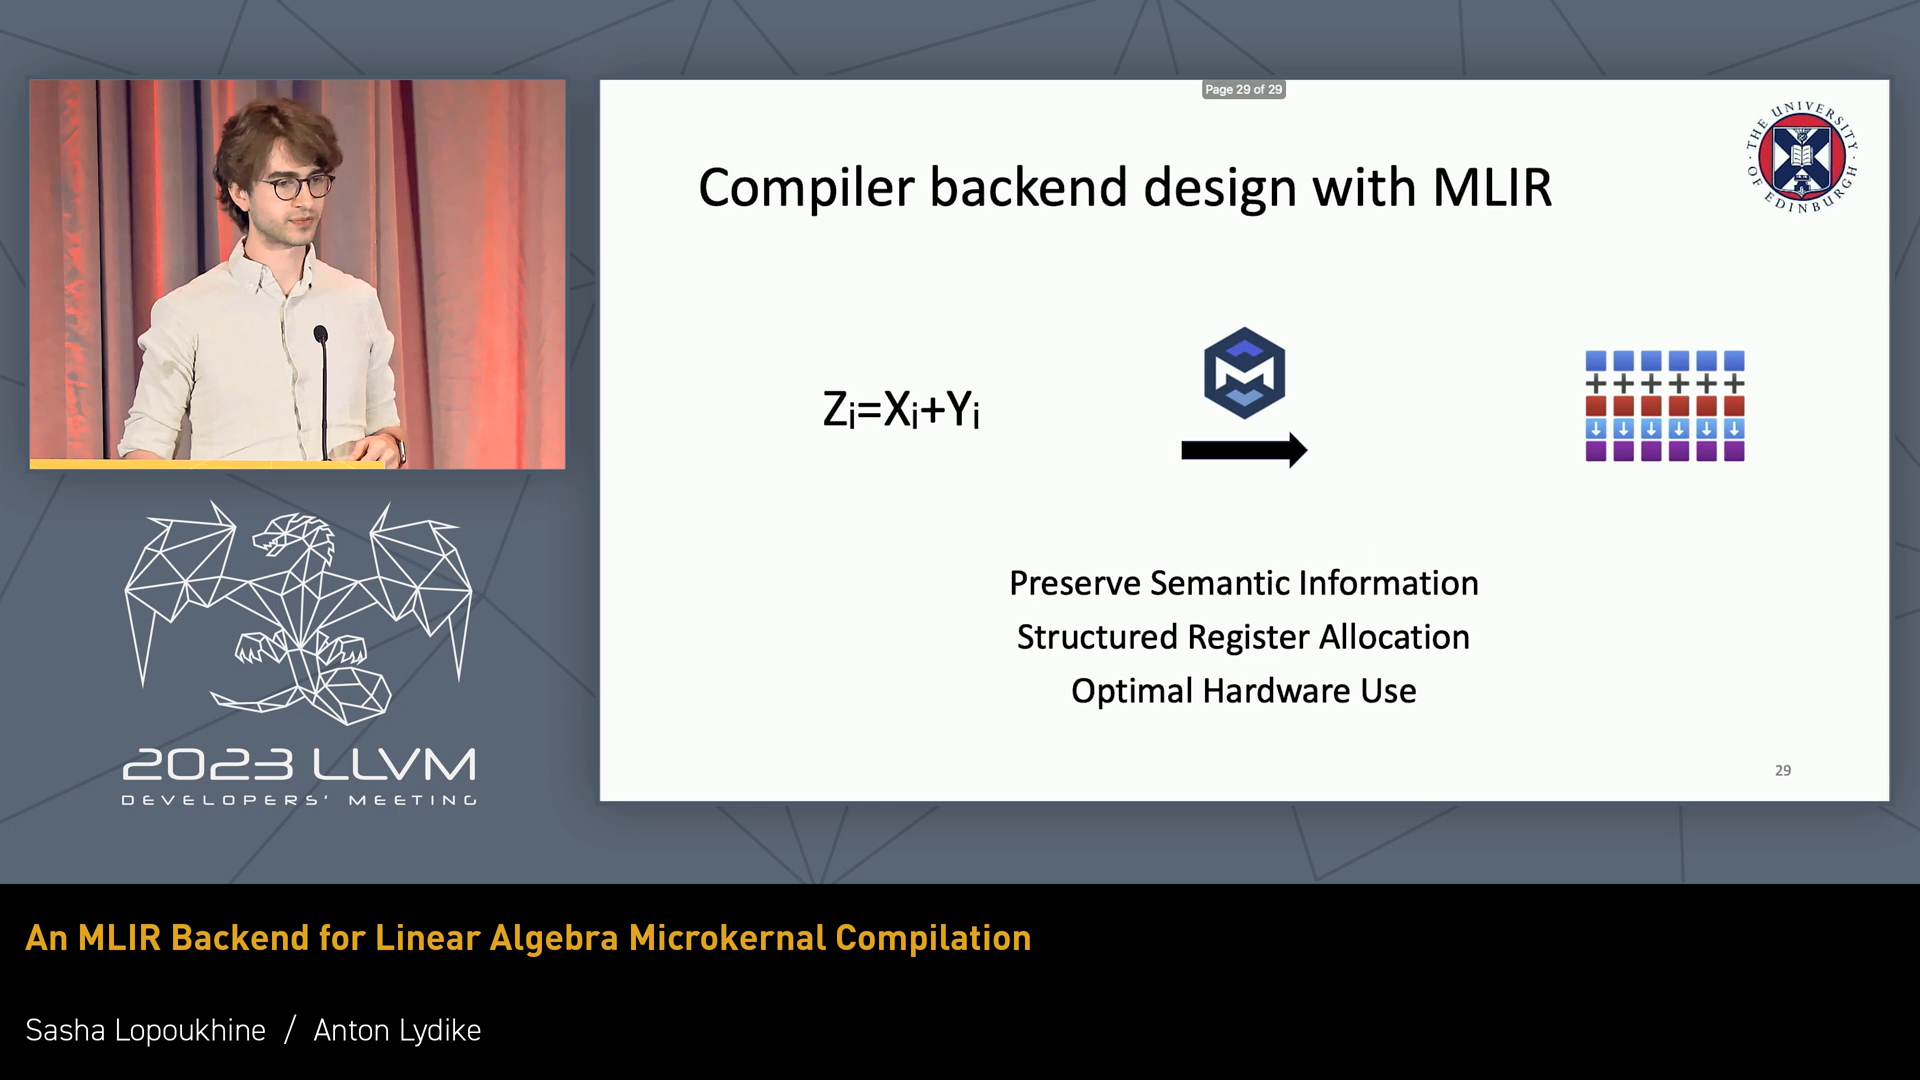 Page 29 of 29
THE UNIVERSITY OF EDINBURGH
Compiler backend design with MLIR
Zi=Xi+Yi
M
+ + + + + +
Preserve Semantic Information
Structured Register Allocation
Optimal Hardware Use
29
2023 LLVM
DEVELOPERS' MEETING
An MLIR Backend for Linear Algebra Microkernal Compilation
Sasha Lopoukhine / Anton Lydike